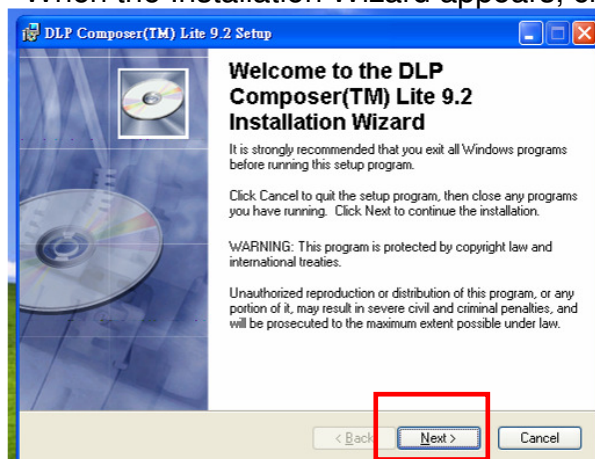 When the Installation Wizard appears,
DLP Composer(TM) Lite 9.2 Setup
Welcome to the DLP
Composer(TM) Lite 9.2
Installation Wizard
It is strongly recommended that you exit all Windows programs
before running this setup program.
Click Cancel to quit the setup program, then close any programs
you have running. Click Next to continue the installation.
WARNING: This program is protected by copyright law and
international treaties.
Unauthorized reproduction or distribution of this program, or any
portion of it, may result in severe civil and criminal penalties, and
will be prosecuted to the maximum extent possible under law.
< Back Next > Cancel